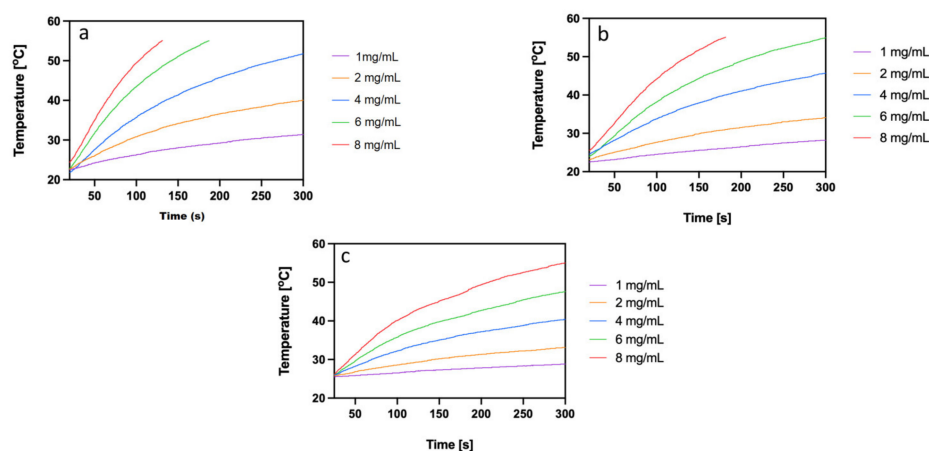 a
Temperature [°C]
60
50
40
30
20
50 100 150 200 250 300
Time (s)
1mg/mL
2 mg/mL
4 mg/mL
6 mg/mL
8 mg/mL
b
Temperature [°C]
60
50
40
30
20
50 100 150 200 250 300
Time [s]
1 mg/mL
2 mg/mL
4 mg/mL
6 mg/mL
8 mg/mL
c
Temperature [°C]
60
50
40
30
20
50 100 150 200 250 300
Time [s]
1 mg/mL
2 mg/mL
4 mg/mL
6 mg/mL
8 mg/mL